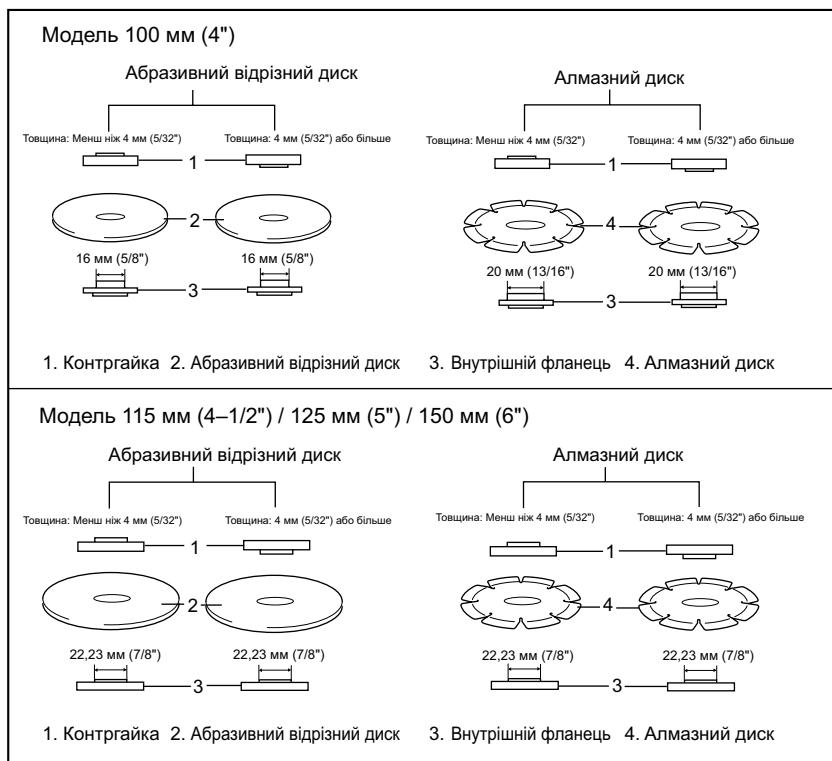 Модель 100 мм (4")
Абразивний відрізний диск
Алмазний диск
Товщина: Менш ніж 4 мм (5/32")
Товщина: 4 мм (5/32") або більше
Товщина: Менш ніж 4 мм (5/32")
Товщина: 4 мм (5/32") або більше
1
1
2
4
16 мм (5/8")
16 мм (5/8")
20 мм (13/16")
20 мм (13/16")
3
3
1. Контргайка 2. Абразивний відрізний диск 3. Внутрішній фланець 4. Алмазний диск
Модель 115 мм (4–1/2") / 125 мм (5") / 150 мм (6")
Абразивний відрізний диск
Алмазний диск
Товщина: Менш ніж 4 мм (5/32")
Товщина: 4 мм (5/32") або більше
Товщина: Менш ніж 4 мм (5/32")
Товщина: 4 мм (5/32") або більше
1
1
2
4
22,23 мм (7/8")
22,23 мм (7/8")
22,23 мм (7/8")
22,23 мм (7/8")
3
3
1. Контргайка 2. Абразивний відрізний диск 3. Внутрішній фланець 4. Алмазний диск